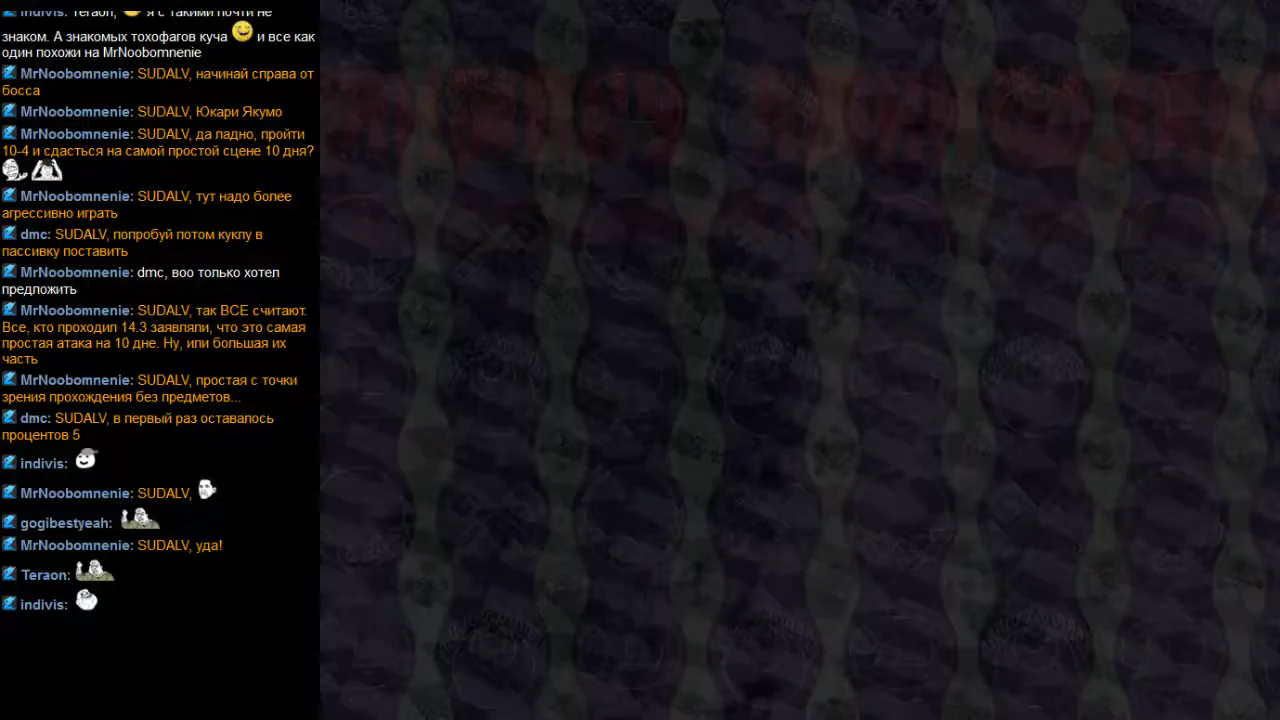 indivis: Teraon, я с такими почти не
знаком. А знакомых тохофагов куча и все как
один похожи на MrNoobomnenie
MrNoobomnenie: SUDALV, начинай справа от
босса
MrNoobomnenie: SUDALV, Юкари Якумо
MrNoobomnenie: SUDALV, да ладно, пройти
10-4 и сдасться на самой простой сцене 10 дня?
MrNoobomnenie: SUDALV, тут надо более
агрессивно играть
dmc: SUDALV, попробуй потом куклу в
пассивку поставить
MrNoobomnenie: dmc, воо только хотел
предложить
MrNoobomnenie: SUDALV, так ВСЕ считают.
Все, кто проходил 14.3 заявляли, что это самая
простая атака на 10 дне. Ну, или большая их
часть
MrNoobomnenie: SUDALV, простая с точки
зрения прохождения без предметов...
dmc: SUDALV, в первый раз оставалось
процентов 5
indivis:
MrNoobomnenie: SUDALV,
gogibestyeah:
MrNoobomnenie: SUDALV, уда!
Teraon:
indivis: